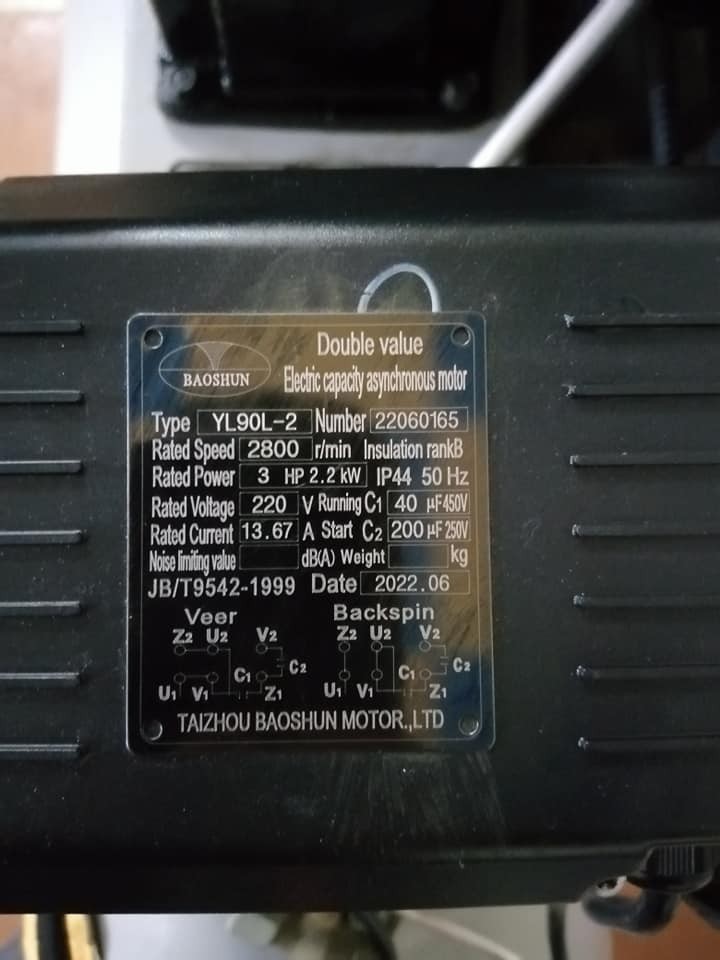 BAOSHUN
Double value
Electric capacity asynchronous motor
Type YL90L-2 Number 22060165
Rated Speed 2800 r/min Insulation rankB
Rated Power 3 HP 2.2 kW IP44 50 Hz
Rated Voltage 220 V Running C1 40 µF450V
Rated Current 13.67 A Start C2 200 µF 250V
Noise limiting value dB(A) Weight kg
JB/T9542-1999 Date 2022.06
Veer Backspin
Z2 U2 V2 Z2 U2 V2
C1 C2 C1 C2
U1 V1 Z1 U1 V1 Z1
TAIZHOU BAOSHUN MOTOR.,LTD